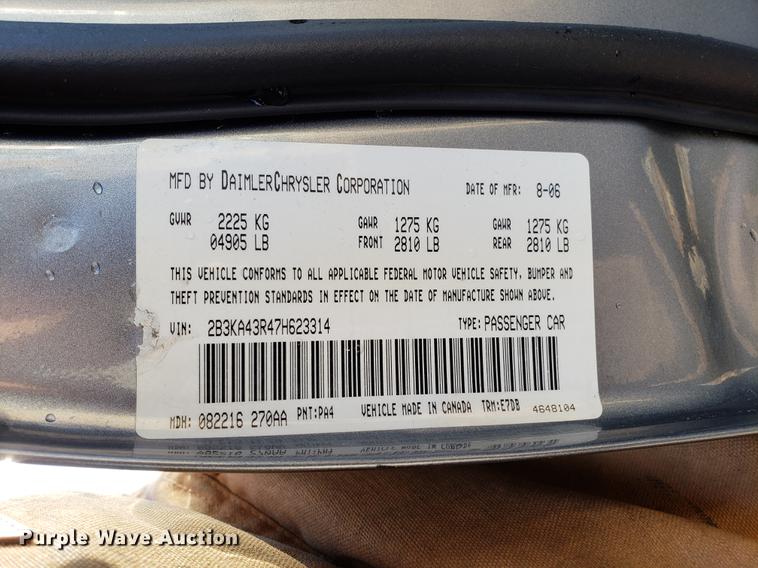 MFD BY DAIMLERCHRYSLER CORPORATION DATE OF MFR: 8-06
GVWR 2225 KG GAWR 1275 KG GAWR 1275 KG
04905 LB FRONT 2810 LB REAR 2810 LB
THIS VEHICLE CONFORMS TO ALL APPLICABLE FEDERAL MOTOR VEHICLE SAFETY, BUMPER AND
THEFT PREVENTION STANDARDS IN EFFECT ON THE DATE OF MANUFACTURE SHOWN ABOVE.
VIN: 2B3KA43R47H623314 TYPE: PASSENGER CAR
MDH: 082216 270AA PNT:PA4 VEHICLE MADE IN CANADA TRM:E7DB 4648104
Purple Wave Auction